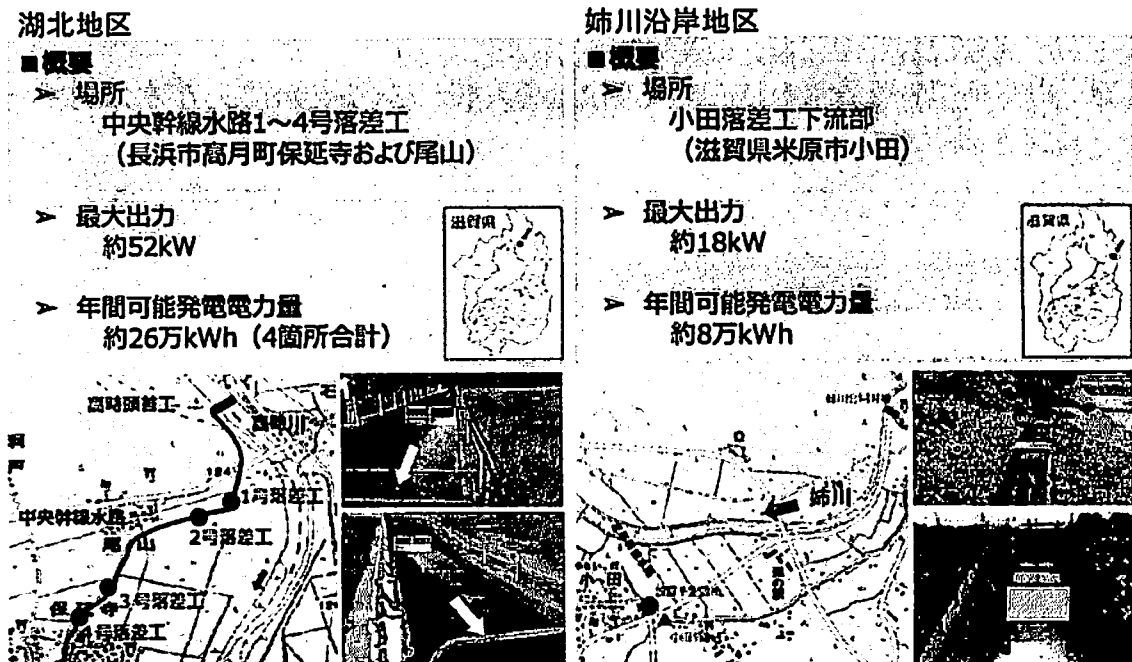 湖北地区
■概要
➢ 場所
中央幹線水路1～4号落差工
（長浜市高月町保延寺および尾山）
➢ 最大出力
約52kW
➢ 年間可能発電電力量
約26万kWh（4箇所合計）
滋賀県
高時頭首工
高時川
1号落差工
中央幹線水路
2号落差工
尾山
3号落差工
4号落差工
姉川沿岸地区
■概要
➢ 場所
小田落差工下流部
（滋賀県米原市小田）
➢ 最大出力
約18kW
➢ 年間可能発電電力量
約8万kWh
滋賀県
姉川
小田